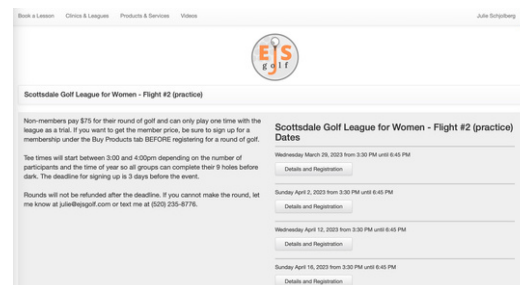 Book a Lesson Clinics & Leagues Products & Services Videos Julie Schjolberg
EJS
golf
Scottsdale Golf League for Women - Flight #2 (practice)
Non-members pay $75 for their round of golf and can only play one time with the
league as a trial. If you want to get the member price, be sure to sign up for a
membership under the Buy Products tab BEFORE registering for a round of golf.
Tee times will start between 3:00 and 4:00pm depending on the number of
participants and the time of year so all groups can complete their 9 holes before
dark. The deadline for signing up is 3 days before the event.
Rounds will not be refunded after the deadline. If you cannot make the round, let
me know at julie@ejsgolf.com or text me at (520) 235-8776.
Scottsdale Golf League for Women - Flight #2 (practice)
Dates
Wednesday March 29, 2023 from 3:30 PM until 6:45 PM
Details and Registration
Sunday April 2, 2023 from 3:30 PM until 6:45 PM
Details and Registration
Wednesday April 12, 2023 from 3:30 PM until 6:45 PM
Details and Registration
Sunday April 16, 2023 from 3:30 PM until 6:45 PM
Details and Registration